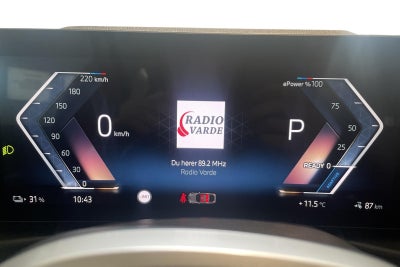 220 km/h
180
150
120
90
60
30
0
0 km/h
RADIO
VARDE
Du hører 89.2 MHz
Radio Varde
P
ePower % 100
75
50
25
READY 0
31 %
10:43
+11.5 °C
87 km